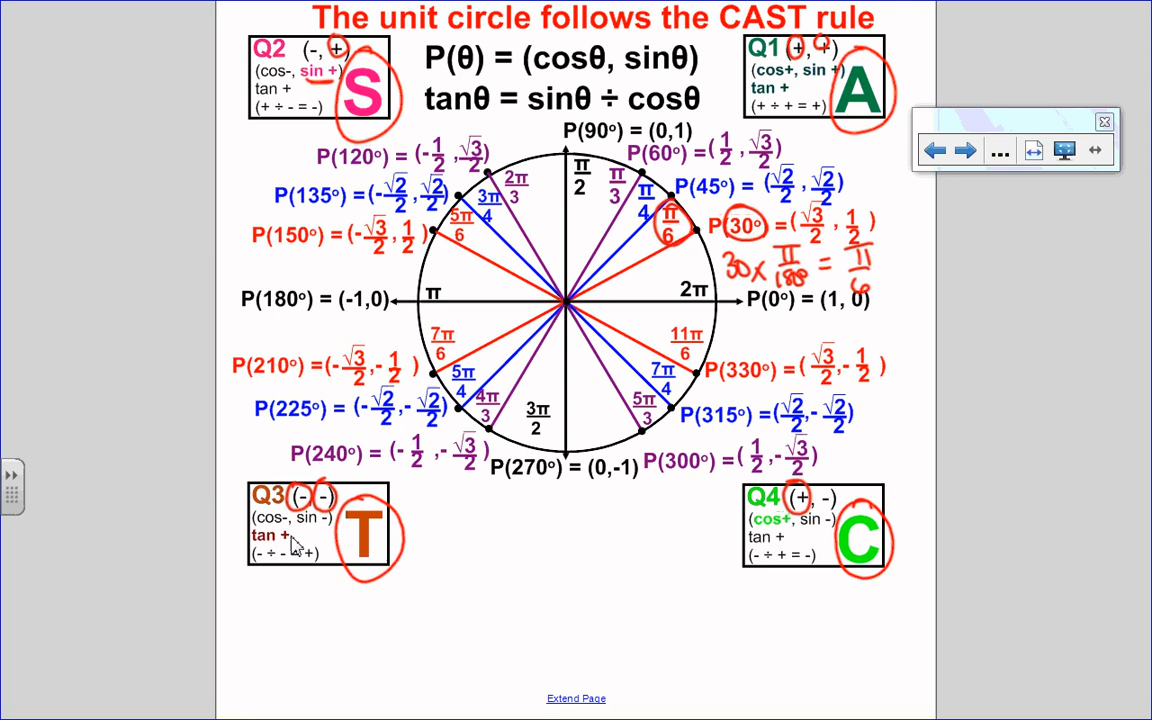 The unit circle follows the CAST rule
Q2 (-, +)
(cos-, sin +)
tan +
(+ ÷ - = -)
S
P(θ) = (cosθ, sinθ)
tanθ = sinθ ÷ cosθ
Q1 (+, +)
(cos+, sin +)
tan +
(+ ÷ + = +)
A
P(90°) = (0,1)
P(120°) = (-1/2, √3/2)
P(60°) = (1/2, √3/2)
P(135°) = (-√2/2, √2/2)
P(45°) = (√2/2, √2/2)
P(150°) = (-√3/2, 1/2)
P(30°) = (√3/2, 1/2)
30 × π/180 = π/6
2π/3
π/2
π/3
3π/4
π/4
5π/6
π/6
P(180°) = (-1,0)
π
2π
P(0°) = (1, 0)
7π/6
11π/6
5π/4
7π/4
4π/3
3π/2
5π/3
P(210°) = (-√3/2, -1/2)
P(330°) = (√3/2, -1/2)
P(225°) = (-√2/2, -√2/2)
P(315°) = (√2/2, -√2/2)
P(240°) = (-1/2, -√3/2)
P(270°) = (0,-1)
P(300°) = (1/2, -√3/2)
Q3 (-, -)
(cos-, sin -)
tan +
(- ÷ - +)
T
Q4 (+, -)
(cos+, sin -)
tan +
(- ÷ + = -)
C
Extend Page